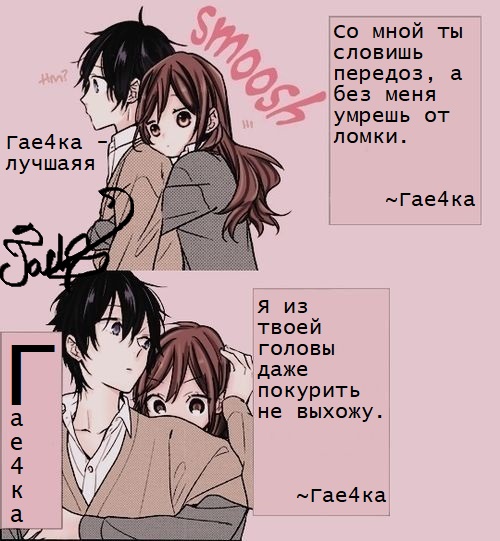 smoosh
Hm?
Со мной ты
словишь
передоз, а
без меня
умрешь от
ломки.
~Гае4ка
Гае4ка -
лучшаяя
Я из
твоей
головы
даже
покурить
не выхожу.
~Гае4ка
Г
а
е
4
к
а